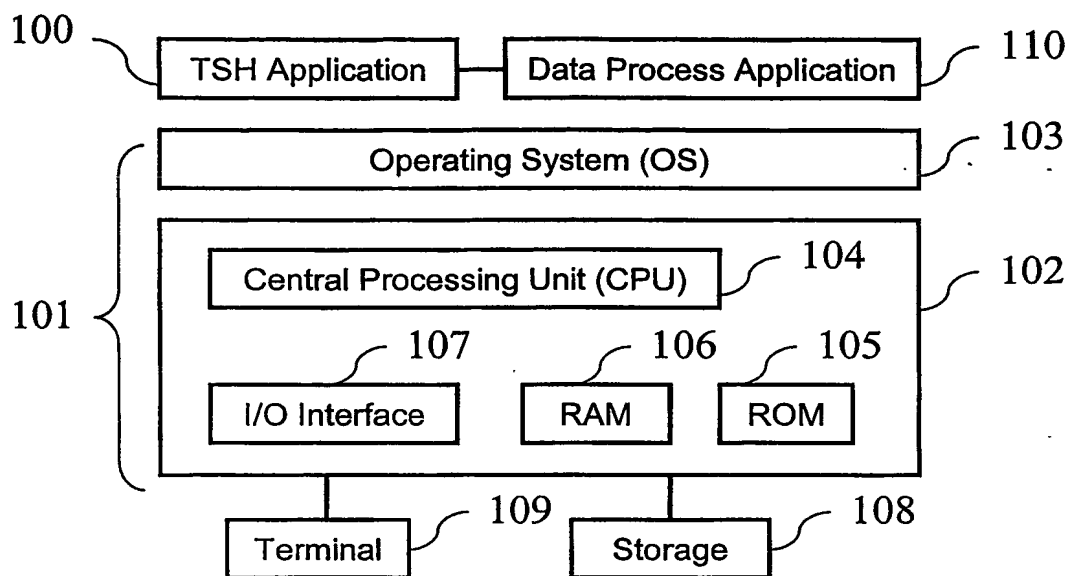 100 TSH Application Data Process Application 110
Operating System (OS) 103
Central Processing Unit (CPU) 104 102
101
107 106 105
I/O Interface RAM ROM
109 108
Terminal Storage